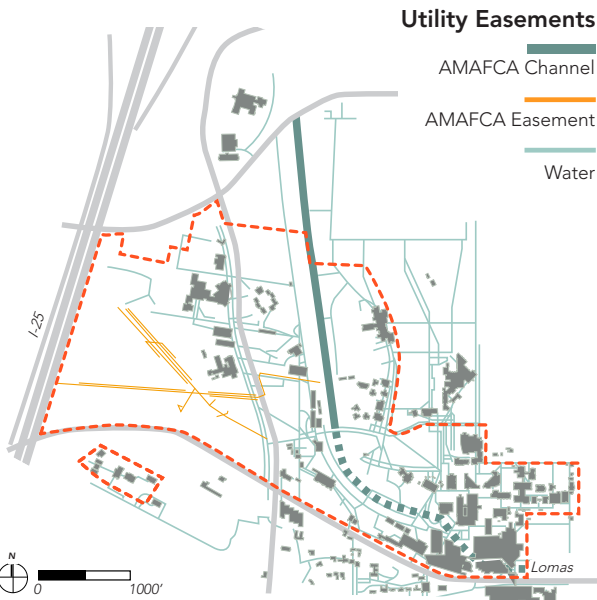 Utility Easements
AMAFCA Channel
AMAFCA Easement
Water
I-25
Lomas
N
0 1000'